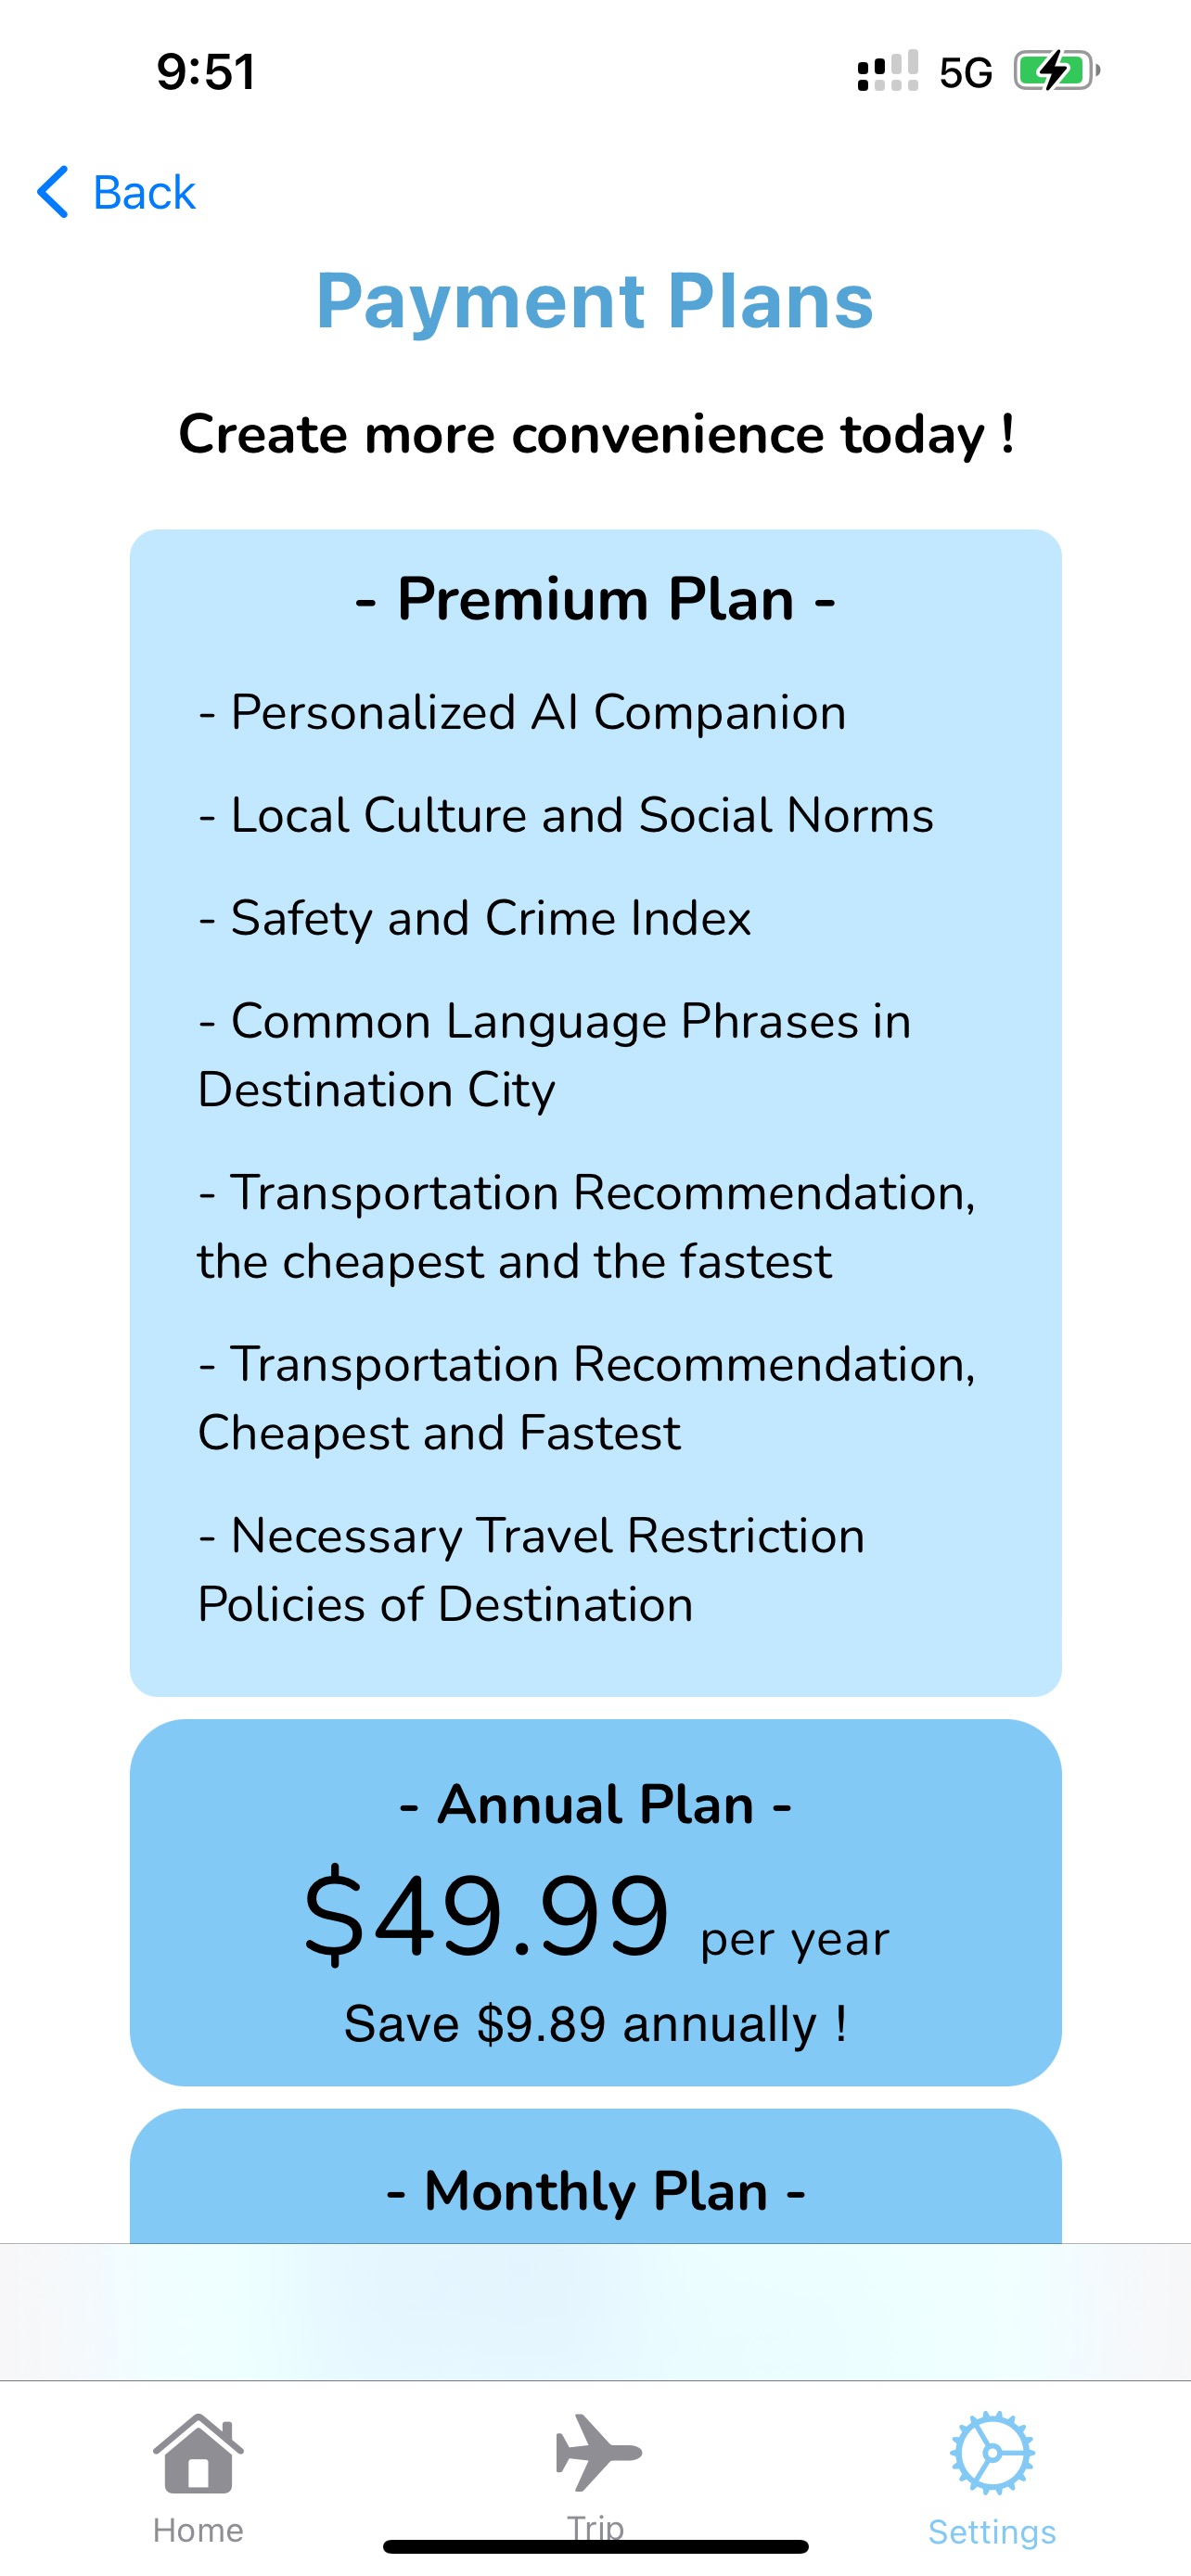 9:51
5G
Back
Payment Plans
Create more convenience today !
- Premium Plan -
- Personalized AI Companion
- Local Culture and Social Norms
- Safety and Crime Index
- Common Language Phrases in
Destination City
- Transportation Recommendation,
the cheapest and the fastest
- Transportation Recommendation,
Cheapest and Fastest
- Necessary Travel Restriction
Policies of Destination
- Annual Plan -
$49.99 per year
Save $9.89 annually !
- Monthly Plan -
Home
Trip
Settings